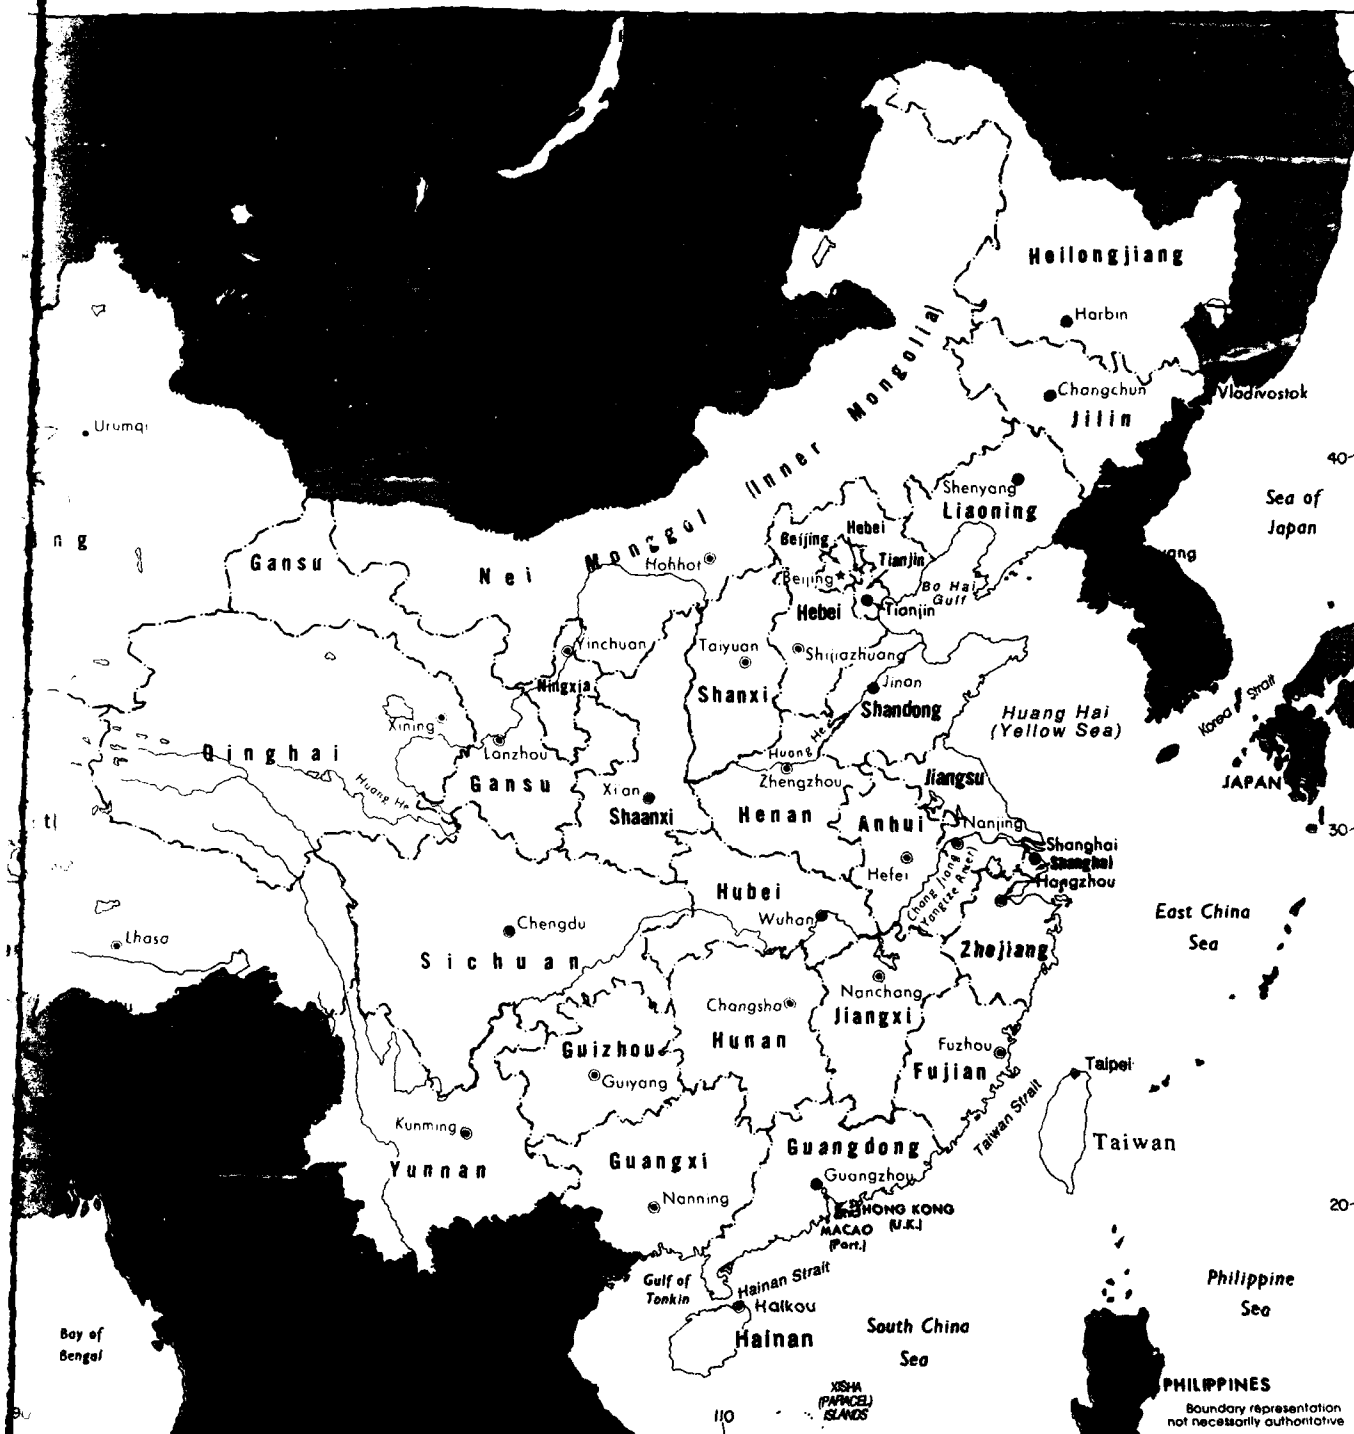 Heilongjiang
Harbin
Changchun
Jilin
Vladivostok
Urumqi
40
Shenyang
Liaoning
Sea of
Japan
Nei Monggol (Inner Mongolia)
Gansu
Hohhot
Beijing
Hebei
Tianjin
Beijing
Bo Hai
Gulf
Tianjin
Hebei
Yinchuan
Taiyuan
Shijiazhuang
Ningxia
Shanxi
Jinan
Shandong
Huang Hai
(Yellow Sea)
Korea Strait
Xining
Qinghai
Lanzhou
Huang He
Huang He
Zhengzhou
Gansu
Xian
Shaanxi
Henan
Jiangsu
Anhui
Nanjing
JAPAN
30
Shanghai
Shanghai
Hangzhou
Hefei
Chang Jiang
(Yangtze River)
Hubei
Wuhan
Chengdu
Sichuan
Lhasa
Zhejiang
East China
Sea
Nanchang
Jiangxi
Changsha
Hunan
Guizhou
Guiyang
Fuzhou
Fujian
Taiwan Strait
Taipei
Taiwan
Kunming
Yunnan
Guangxi
Nanning
Guangdong
Guangzhou
HONG KONG
(U.K.)
MACAO
(Port.)
20
Gulf of
Tonkin
Hainan Strait
Haikou
Hainan
South China
Sea
Philippine
Sea
Bay of
Bengal
XISHA
(PARACEL)
ISLANDS
PHILIPPINES
Boundary representation
not necessarily authoritative
110